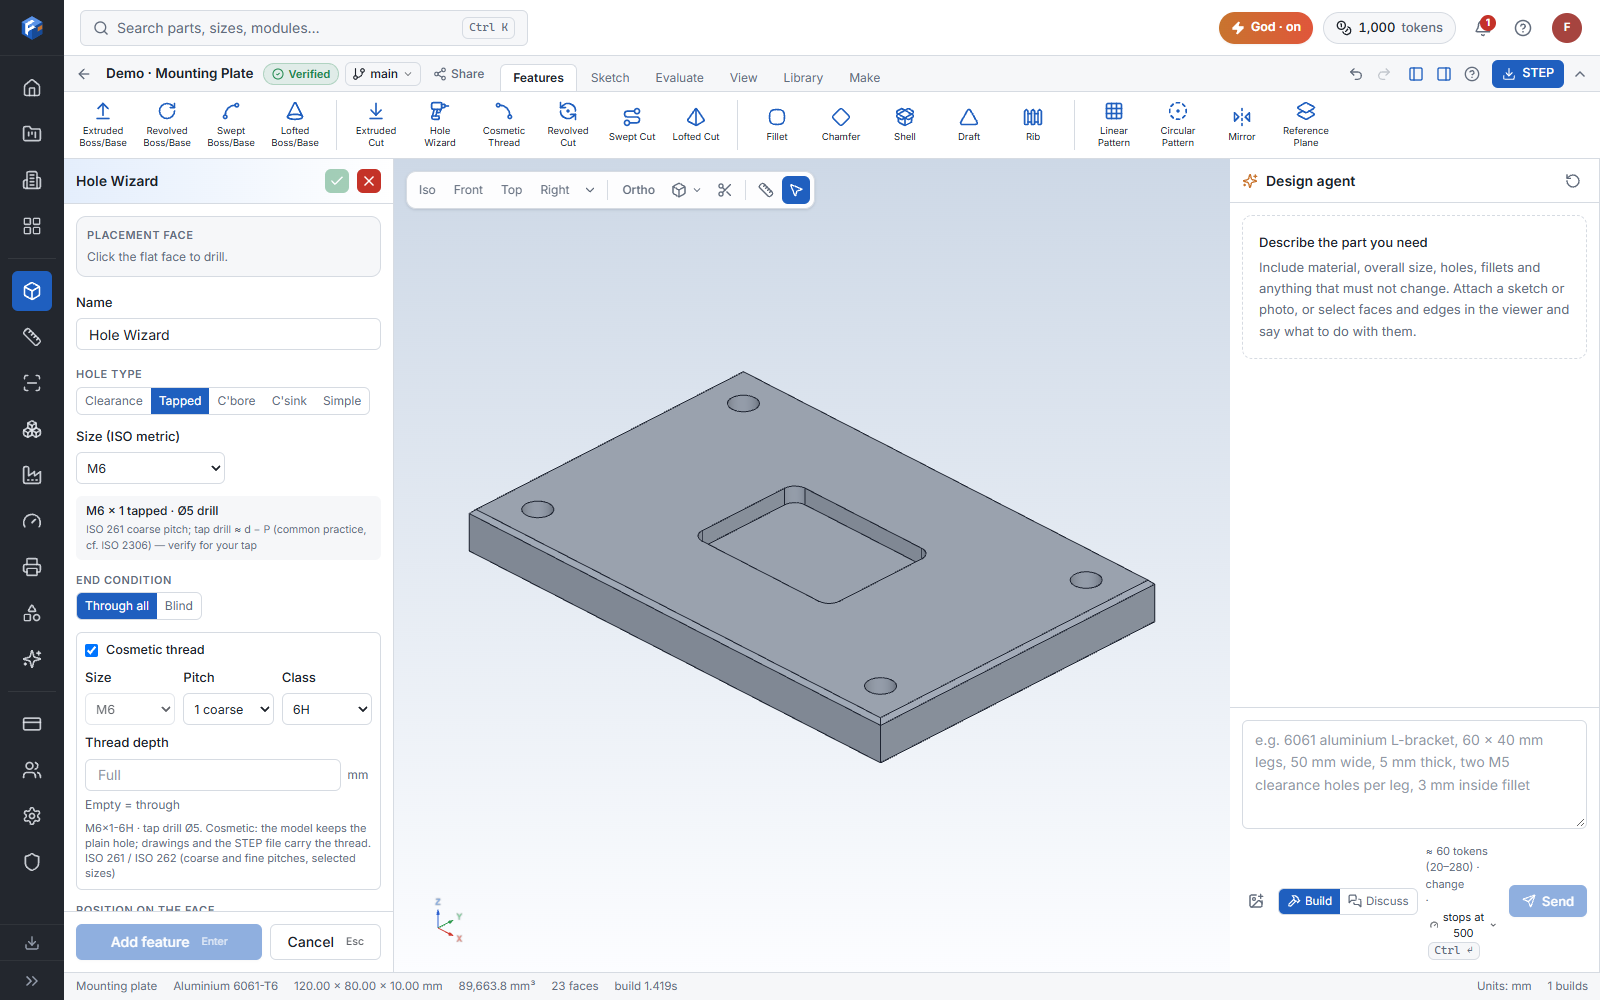 Search parts, sizes, modules...
Ctrl K
God · on
1,000 tokens
1
F
Demo · Mounting Plate
Verified
main
Share
Features
Sketch
Evaluate
View
Library
Make
STEP
Extruded Boss/Base
Revolved Boss/Base
Swept Boss/Base
Lofted Boss/Base
Extruded Cut
Hole Wizard
Cosmetic Thread
Revolved Cut
Swept Cut
Lofted Cut
Fillet
Chamfer
Shell
Draft
Rib
Linear Pattern
Circular Pattern
Mirror
Reference Plane
Hole Wizard
PLACEMENT FACE
Click the flat face to drill.
Name
Hole Wizard
HOLE TYPE
Clearance
Tapped
C'bore
C'sink
Simple
Size (ISO metric)
M6
M6 × 1 tapped · Ø5 drill
ISO 261 coarse pitch; tap drill ≈ d − P (common practice,
cf. ISO 2306) — verify for your tap
END CONDITION
Through all
Blind
Cosmetic thread
Size
Pitch
Class
M6
1 coarse
6H
Thread depth
Full
mm
Empty = through
M6×1-6H · tap drill Ø5. Cosmetic: the model keeps the
plain hole; drawings and the STEP file carry the thread.
ISO 261 / ISO 262 (coarse and fine pitches, selected
sizes)
POSITION ON THE FACE
Add feature Enter
Cancel Esc
Iso
Front
Top
Right
Ortho
Z
Y
X
Design agent
Describe the part you need
Include material, overall size, holes, fillets and
anything that must not change. Attach a sketch or
photo, or select faces and edges in the viewer and
say what to do with them.
e.g. 6061 aluminium L-bracket, 60 × 40 mm
legs, 50 mm wide, 5 mm thick, two M5
clearance holes per leg, 3 mm inside fillet
Build
Discuss
≈ 60 tokens
(20–280) ·
change
·
stops at
500
Ctrl ↵
Send
Mounting plate
Aluminium 6061-T6
120.00 × 80.00 × 10.00 mm
89,663.8 mm³
23 faces
build 1.419s
Units: mm
1 builds